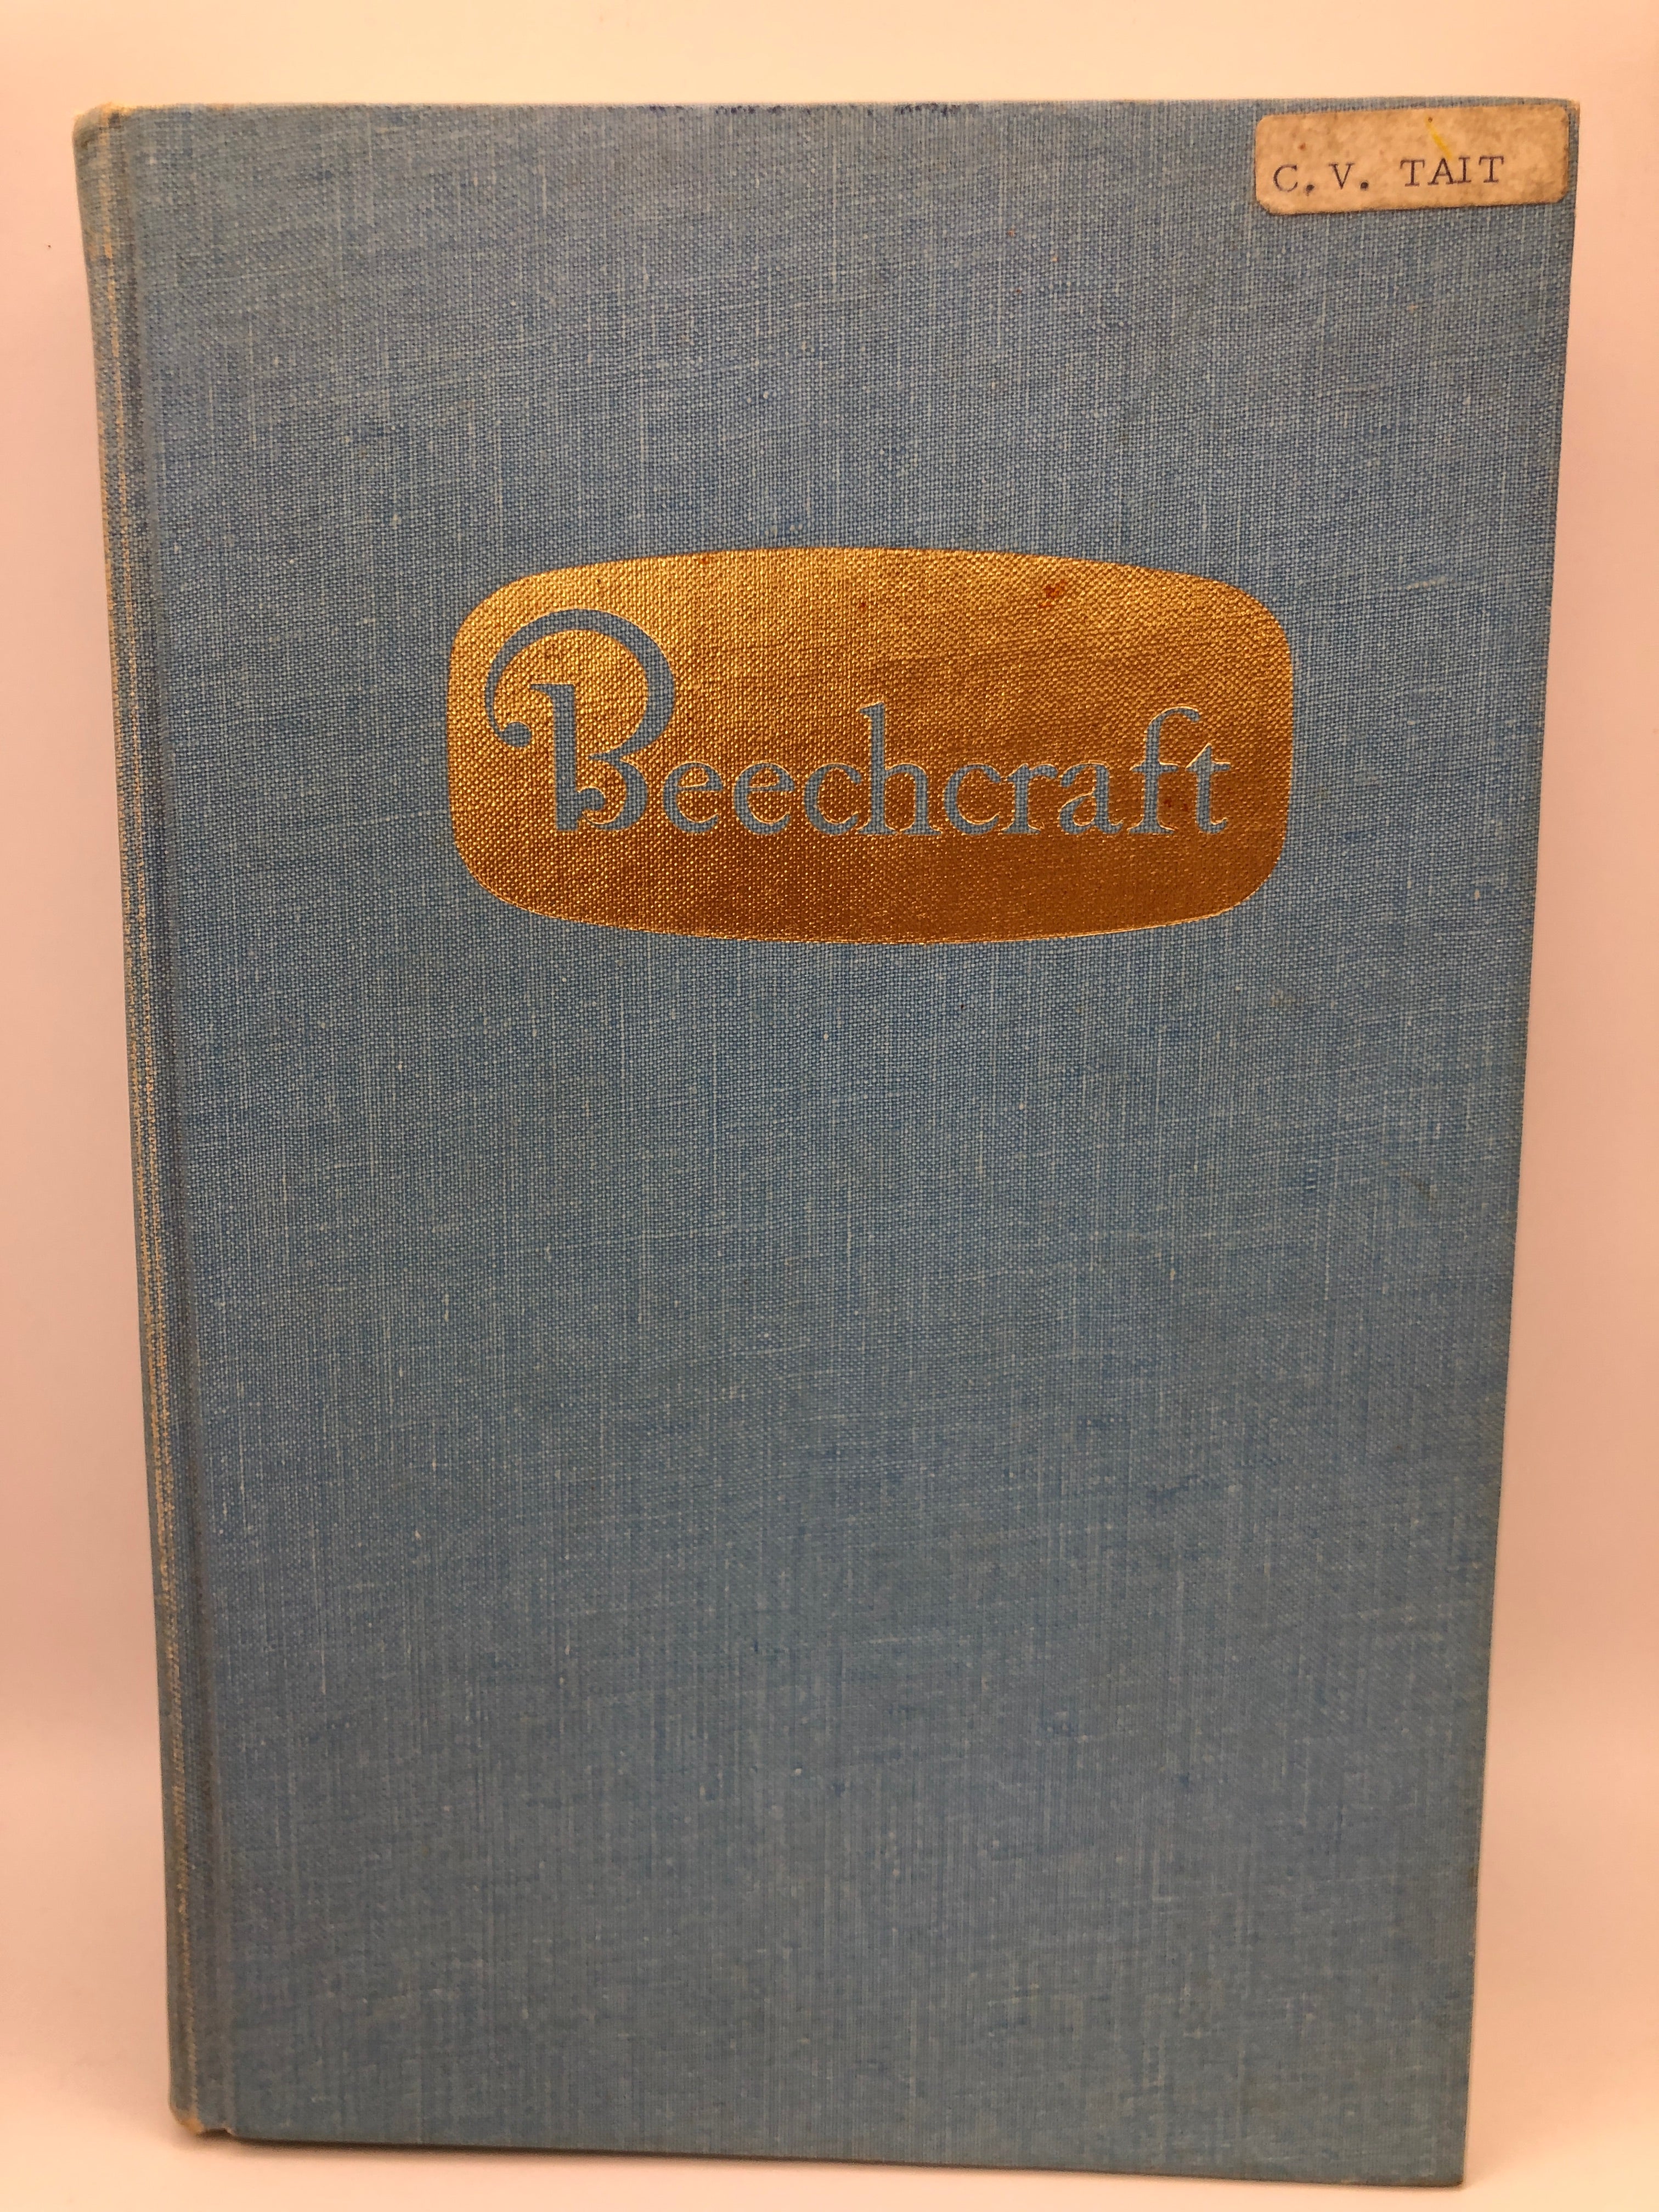 C. V. TAIT
Beechcraft